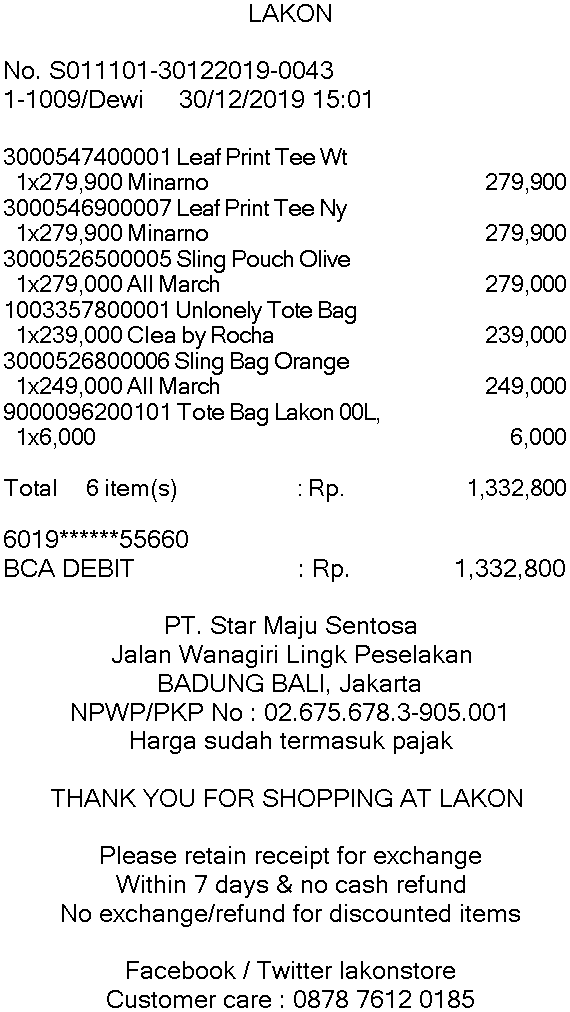 LAKON
No. S011101-30122019-0043
1-1009/Dewi 30/12/2019 15:01
3000547400001 Leaf Print Tee Wt
1x279,900 Minarno 279,900
3000546900007 Leaf Print Tee Ny
1x279,900 Minarno 279,900
3000526500005 Sling Pouch Olive
1x279,000 All March 279,000
1003357800001 Unlonely Tote Bag
1x239,000 Clea by Rocha 239,000
3000526800006 Sling Bag Orange
1x249,000 All March 249,000
9000096200101 Tote Bag Lakon 00L,
1x6,000 6,000
Total 6 item(s) : Rp. 1,332,800
6019******55660
BCA DEBIT : Rp. 1,332,800
PT. Star Maju Sentosa
Jalan Wanagiri Lingk Peselakan
BADUNG BALI, Jakarta
NPWP/PKP No : 02.675.678.3-905.001
Harga sudah termasuk pajak
THANK YOU FOR SHOPPING AT LAKON
Please retain receipt for exchange
Within 7 days & no cash refund
No exchange/refund for discounted items
Facebook / Twitter lakonstore
Customer care : 0878 7612 0185